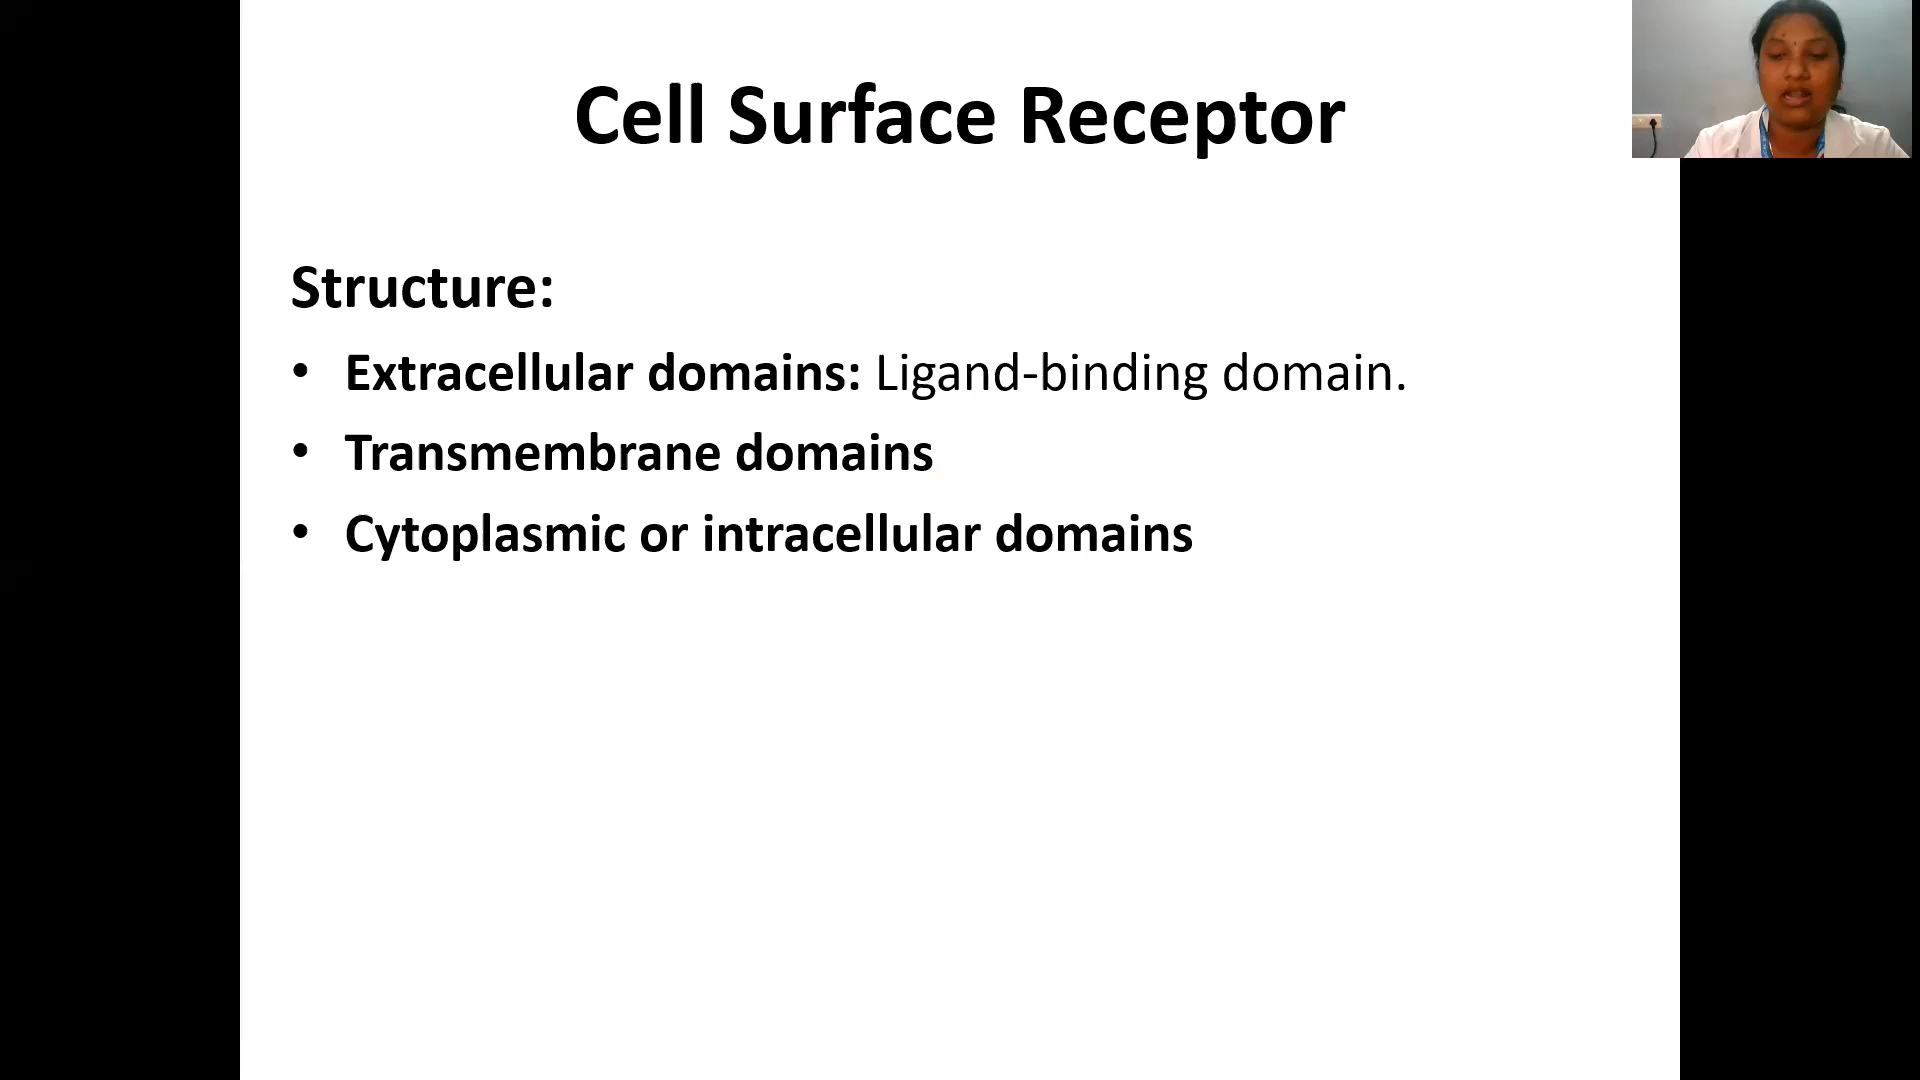 Cell Surface Receptor
Structure:
• Extracellular domains: Ligand-binding domain.
• Transmembrane domains
• Cytoplasmic or intracellular domains